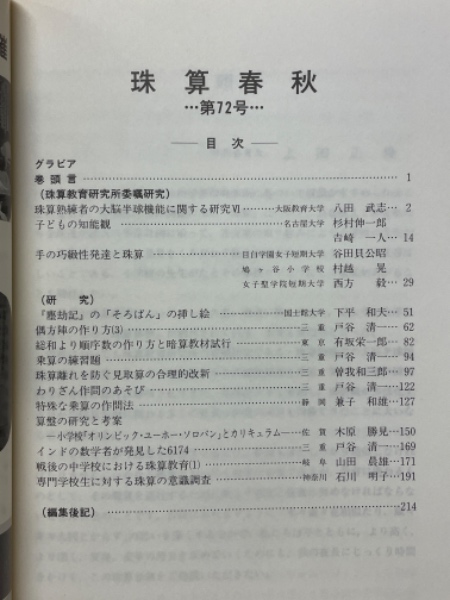 珠算春秋
…第72号…
── 目 次 ──
グラビア
巻頭言 …… 1
(珠算教育研究所委嘱研究)
珠算熟練者の大脳半球機能に関する研究Ⅵ …… 大阪教育大学 八田 武志… 2
子どもの知能観 …… 名古屋大学 杉村伸一郎
吉崎 一人… 14
手の巧緻性発達と珠算 …… 目白学園女子短期大学 谷田貝公昭
鳩ヶ谷小学校 村越 晃
女子聖学院短期大学 西方 毅… 29
(研 究)
『塵劫記』の「そろばん」の挿し絵 …… 国士館大学 下平 和夫… 51
偶方陣の作り方(3) …… 三重 戸谷 清一… 62
総和より順序数の作り方と暗算教材試行 …… 東京 有坂栄一郎… 82
乗算の練習題 …… 三重 戸谷 清一… 94
珠算離れを防ぐ見取算の合理的改新 …… 三重 曽我和三郎… 97
わりざん作問のあそび …… 三重 戸谷 清一…122
特殊な乗算の作問法 …… 静岡 兼子 和雄…127
算盤の研究と考案
―小学校「オリンピック・ユーホー・ソロバン」とカリキュラム― …… 佐賀 木原 勝見…150
インドの数学者が発見した6174 …… 三重 戸谷 清一…169
戦後の中学校における珠算教育(1) …… 岐阜 山田 晨雄…171
専門学校生に対する珠算の意識調査 …… 神奈川 石川 明子…191
(編集後記) …… 214